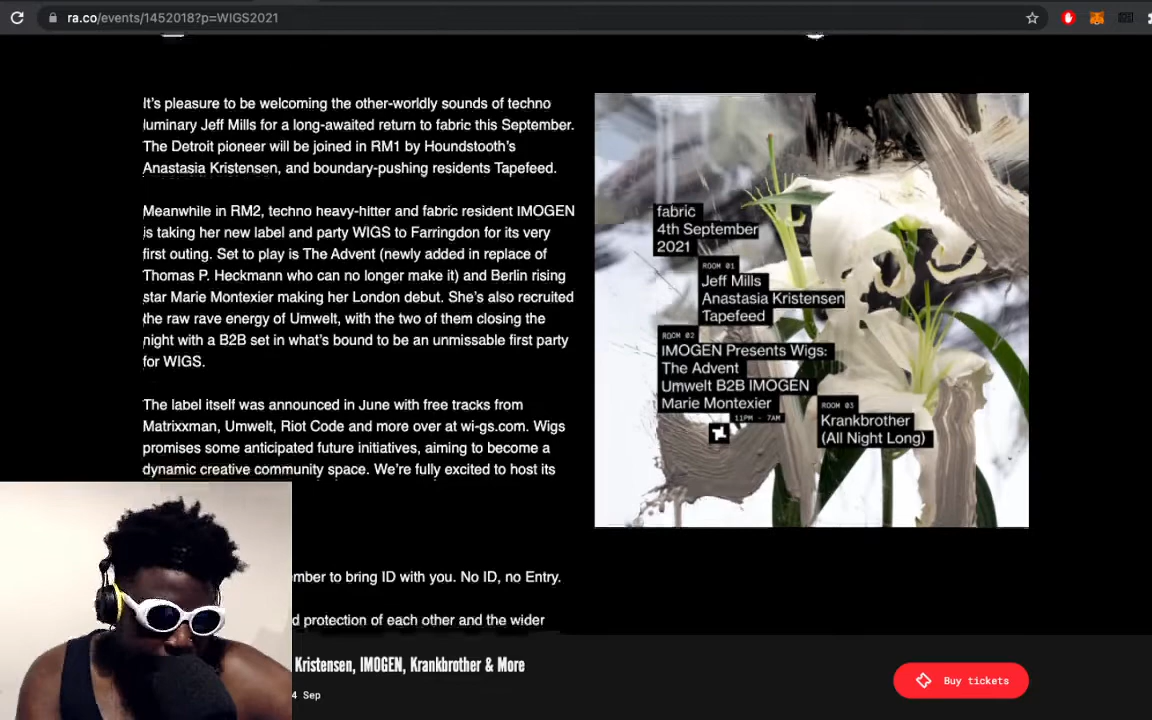 ra.co/events/1452018?p=WIGS2021
It's pleasure to be welcoming the other-worldly sounds of techno
luminary Jeff Mills for a long-awaited return to fabric this September.
The Detroit pioneer will be joined in RM1 by Houndstooth's
Anastasia Kristensen, and boundary-pushing residents Tapefeed.
Meanwhile in RM2, techno heavy-hitter and fabric resident IMOGEN
is taking her new label and party WIGS to Farringdon for its very
first outing. Set to play is The Advent (newly added in replace of
Thomas P. Heckmann who can no longer make it) and Berlin rising
star Marie Montexier making her London debut. She's also recruited
the raw rave energy of Umwelt, with the two of them closing the
night with a B2B set in what's bound to be an unmissable first party
for WIGS.
The label itself was announced in June with free tracks from
Matrixxman, Umwelt, Riot Code and more over at wi-gs.com. Wigs
promises some anticipated future initiatives, aiming to become a
dynamic creative community space. We're fully excited to host its
mber to bring ID with you. No ID, no Entry.
d protection of each other and the wider
Kristensen, IMOGEN, Krankbrother & More
4 Sep
Buy tickets
fabric
4th September
2021
ROOM 01
Jeff Mills
Anastasia Kristensen
Tapefeed
ROOM 02
IMOGEN Presents Wigs:
The Advent
Umwelt B2B IMOGEN
Marie Montexier
11PM - 7AM
ROOM 03
Krankbrother
(All Night Long)